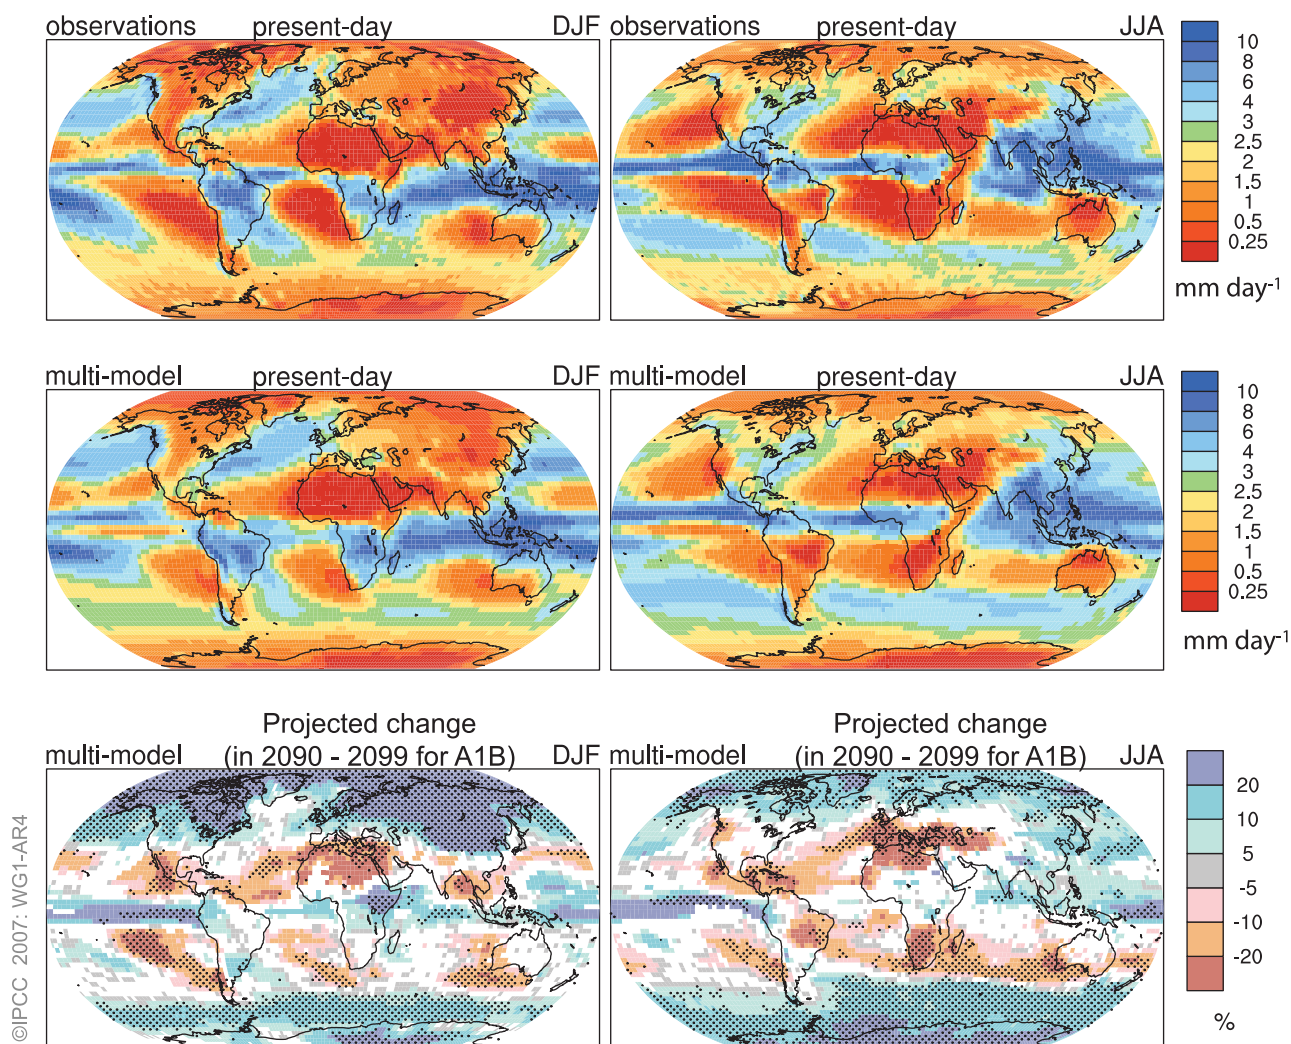 observations present-day DJF
observations present-day JJA
10
8
6
4
3
2.5
2
1.5
1
0.5
0.25
mm day-1
multi-model present-day DJF
multi-model present-day JJA
10
8
6
4
3
2.5
2
1.5
1
0.5
0.25
mm day-1
Projected change
multi-model (in 2090 - 2099 for A1B) DJF
Projected change
multi-model (in 2090 - 2099 for A1B) JJA
20
10
5
-5
-10
-20
%
©IPCC 2007: WG1-AR4